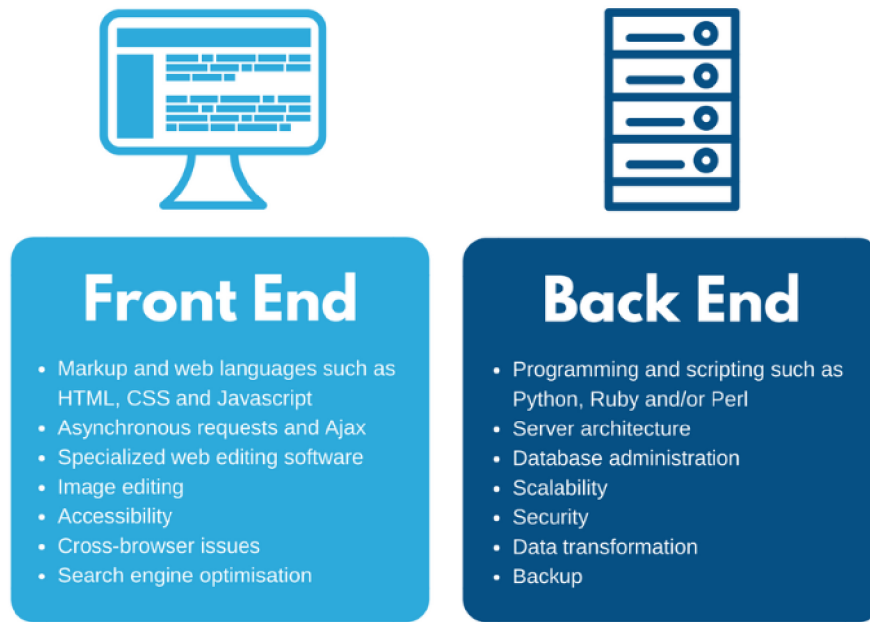 Front End
• Markup and web languages such as
HTML, CSS and Javascript
• Asynchronous requests and Ajax
• Specialized web editing software
• Image editing
• Accessibility
• Cross-browser issues
• Search engine optimisation
Back End
• Programming and scripting such as
Python, Ruby and/or Perl
• Server architecture
• Database administration
• Scalability
• Security
• Data transformation
• Backup